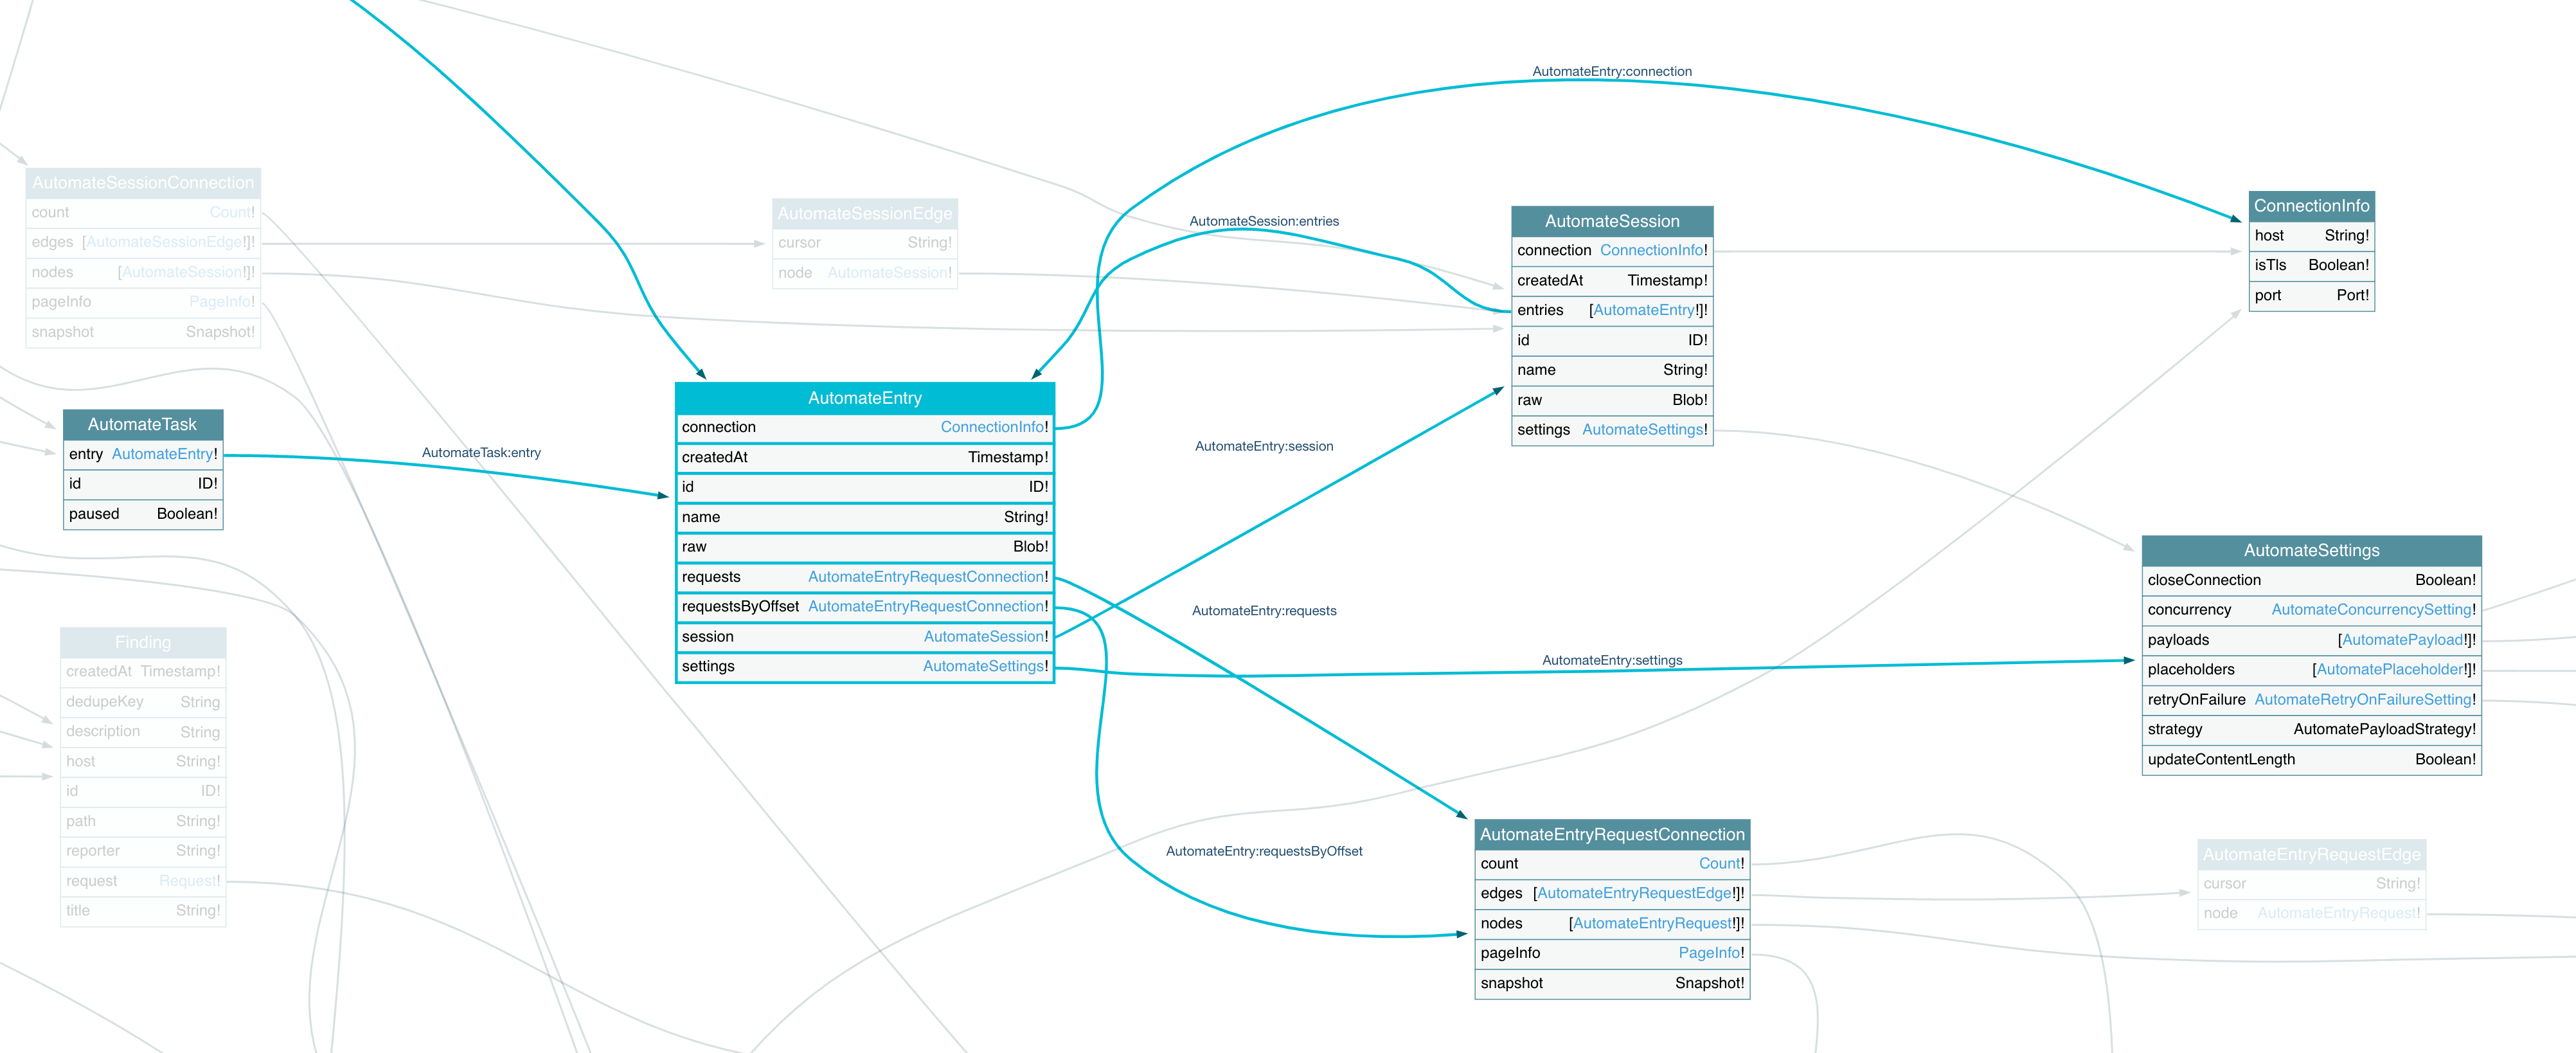 AutomateEntry:connection
AutomateSessionConnection
count Count!
edges [AutomateSessionEdge!]!
nodes [AutomateSession!]!
pageInfo PageInfo!
snapshot Snapshot!
AutomateSessionEdge
cursor String!
node AutomateSession!
AutomateSession:entries
AutomateSession
connection ConnectionInfo!
createdAt Timestamp!
entries [AutomateEntry!]!
id ID!
name String!
raw Blob!
settings AutomateSettings!
ConnectionInfo
host String!
isTls Boolean!
port Port!
AutomateTask
entry AutomateEntry!
id ID!
paused Boolean!
AutomateTask:entry
AutomateEntry
connection ConnectionInfo!
createdAt Timestamp!
id ID!
name String!
raw Blob!
requests AutomateEntryRequestConnection!
requestsByOffset AutomateEntryRequestConnection!
session AutomateSession!
settings AutomateSettings!
AutomateEntry:session
AutomateEntry:requests
AutomateEntry:settings
AutomateSettings
closeConnection Boolean!
concurrency AutomateConcurrencySetting!
payloads [AutomatePayload!]!
placeholders [AutomatePlaceholder!]!
retryOnFailure AutomateRetryOnFailureSetting!
strategy AutomatePayloadStrategy!
updateContentLength Boolean!
Finding
createdAt Timestamp!
dedupeKey String
description String
host String!
id ID!
path String!
reporter String!
request Request!
title String!
AutomateEntry:requestsByOffset
AutomateEntryRequestConnection
count Count!
edges [AutomateEntryRequestEdge!]!
nodes [AutomateEntryRequest!]!
pageInfo PageInfo!
snapshot Snapshot!
AutomateEntryRequestEdge
cursor String!
node AutomateEntryRequest!